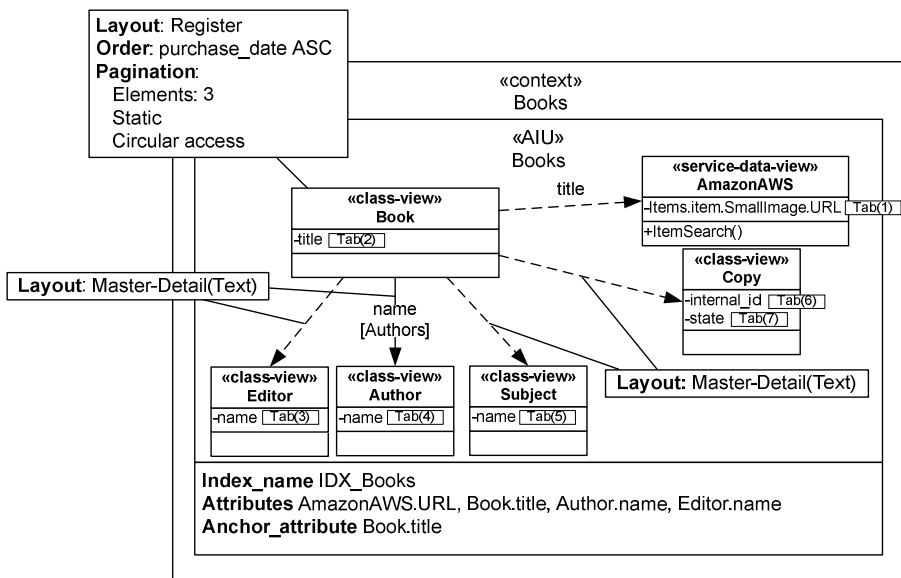 Layout: Register
Order: purchase_date ASC
Pagination:
Elements: 3
Static
Circular access
«context»
Books
«AIU»
Books
«service-data-view»
AmazonAWS
-Items.item.SmallImage.URL Tab(1)
+ItemSearch()
title
«class-view»
Book
-title Tab(2)
«class-view»
Copy
-internal_id Tab(6)
-state Tab(7)
Layout: Master-Detail(Text)
name
[Authors]
«class-view»
Editor
-name Tab(3)
«class-view»
Author
-name Tab(4)
«class-view»
Subject
-name Tab(5)
Layout: Master-Detail(Text)
Index_name IDX_Books
Attributes AmazonAWS.URL, Book.title, Author.name, Editor.name
Anchor_attribute Book.title